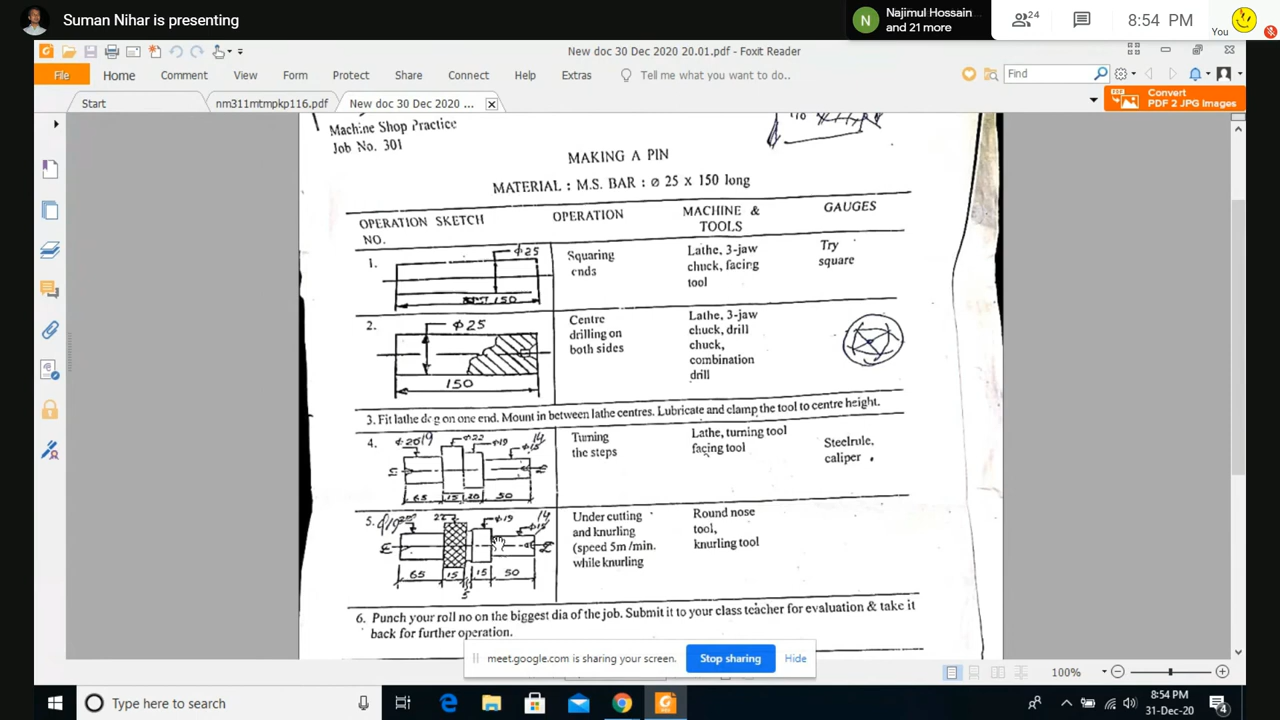 Suman Nihar is presenting
N
Najimul Hossain
and 21 more
24
8:54 PM
You
New doc 30 Dec 2020 20.01.pdf - Foxit Reader
File Home Comment View Form Protect Share Connect Help Extras Tell me what you want to do.. Find
Start nm311mtmpkp116.pdf New doc 30 Dec 2020 ...
Convert
PDF 2 JPG Images
Machine Shop Practice
Job No. 301
MAKING A PIN
MATERIAL : M.S. BAR : ⌀ 25 x 150 long
OPERATION SKETCH OPERATION MACHINE & GAUGES
NO. TOOLS
1. Squaring Lathe, 3-jaw Try
ends chuck, facing square
tool
ϕ25
150
2. Centre Lathe, 3-jaw
drilling on chuck, drill
both sides chuck,
combination
drill
ϕ25
150
3. Fit lathe dog on one end. Mount in between lathe centres. Lubricate and clamp the tool to centre height.
4. Turning Lathe, turning tool Steelrule,
the steps facing tool caliper
ϕ22 ϕ19 14
65 15 20 50
5. Under cutting Round nose
and knurling tool,
(speed 5m/min. knurling tool
while knurling
22 ϕ19 14
65 15 15 50
5
6. Punch your roll no on the biggest dia of the job. Submit it to your class teacher for evaluation & take it
back for further operation.
meet.google.com is sharing your screen. Stop sharing Hide
100%
Type here to search
8:54 PM
31-Dec-20
4